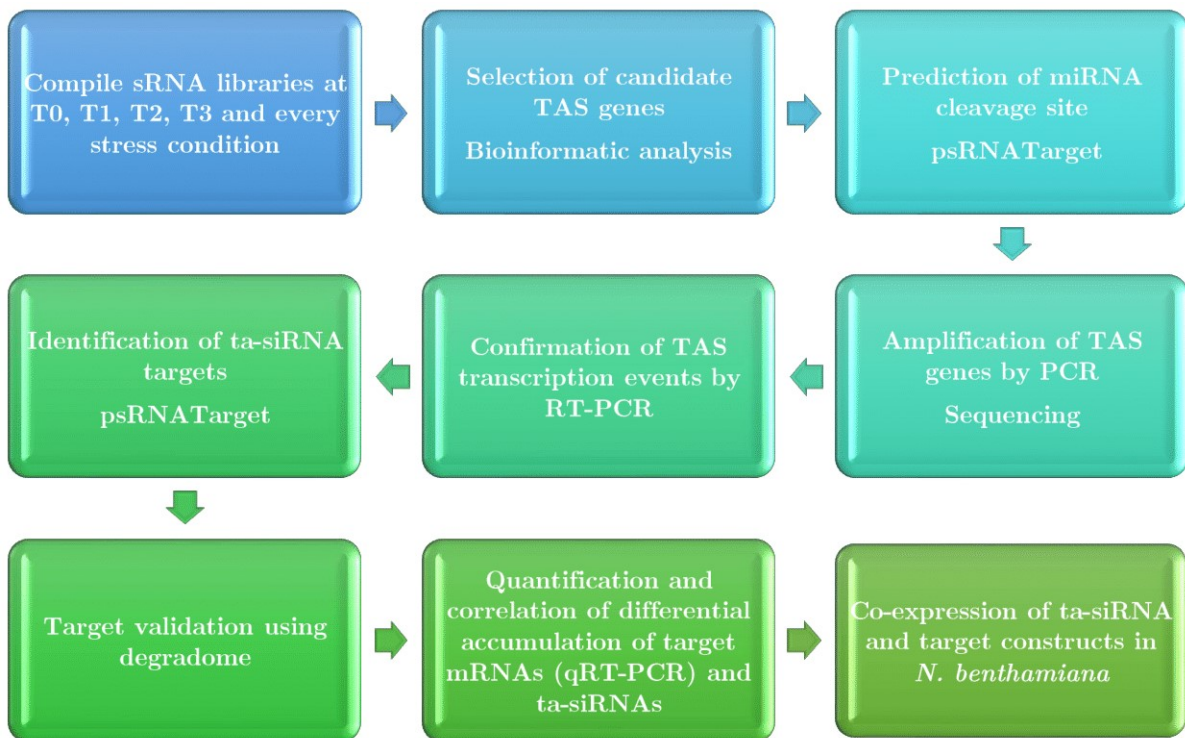 Compile sRNA libraries at
T0, T1, T2, T3 and every
stress condition
Selection of candidate
TAS genes
Bioinformatic analysis
Prediction of miRNA
cleavage site
psRNATarget
Amplification of TAS
genes by PCR
Sequencing
Confirmation of TAS
transcription events by
RT-PCR
Identification of ta-siRNA
targets
psRNATarget
Target validation using
degradome
Quantification and
correlation of differential
accumulation of target
mRNAs (qRT-PCR) and
ta-siRNAs
Co-expression of ta-siRNA
and target constructs in
N. benthamiana